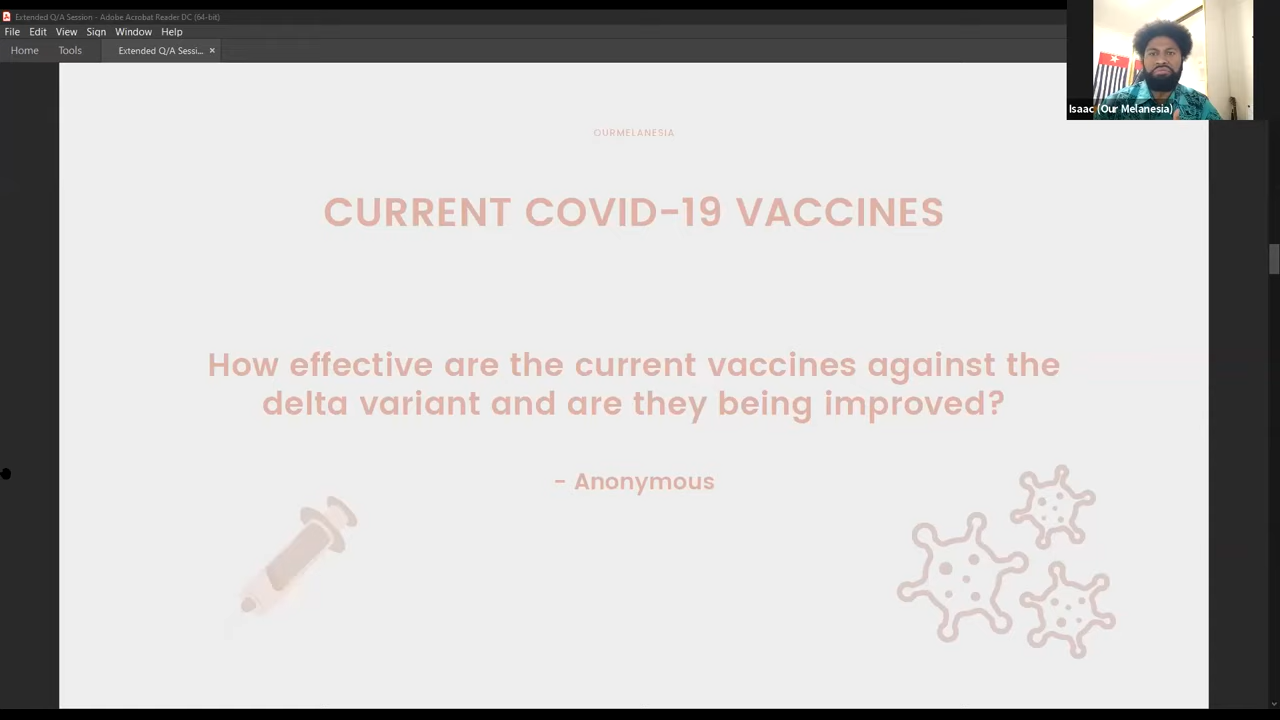 Extended Q/A Session - Adobe Acrobat Reader DC (64-bit)
File Edit View Sign Window Help
Home Tools Extended Q/A Sessi... ×
Isaac (Our Melanesia)
OURMELANESIA
CURRENT COVID-19 VACCINES
How effective are the current vaccines against the
delta variant and are they being improved?
- Anonymous